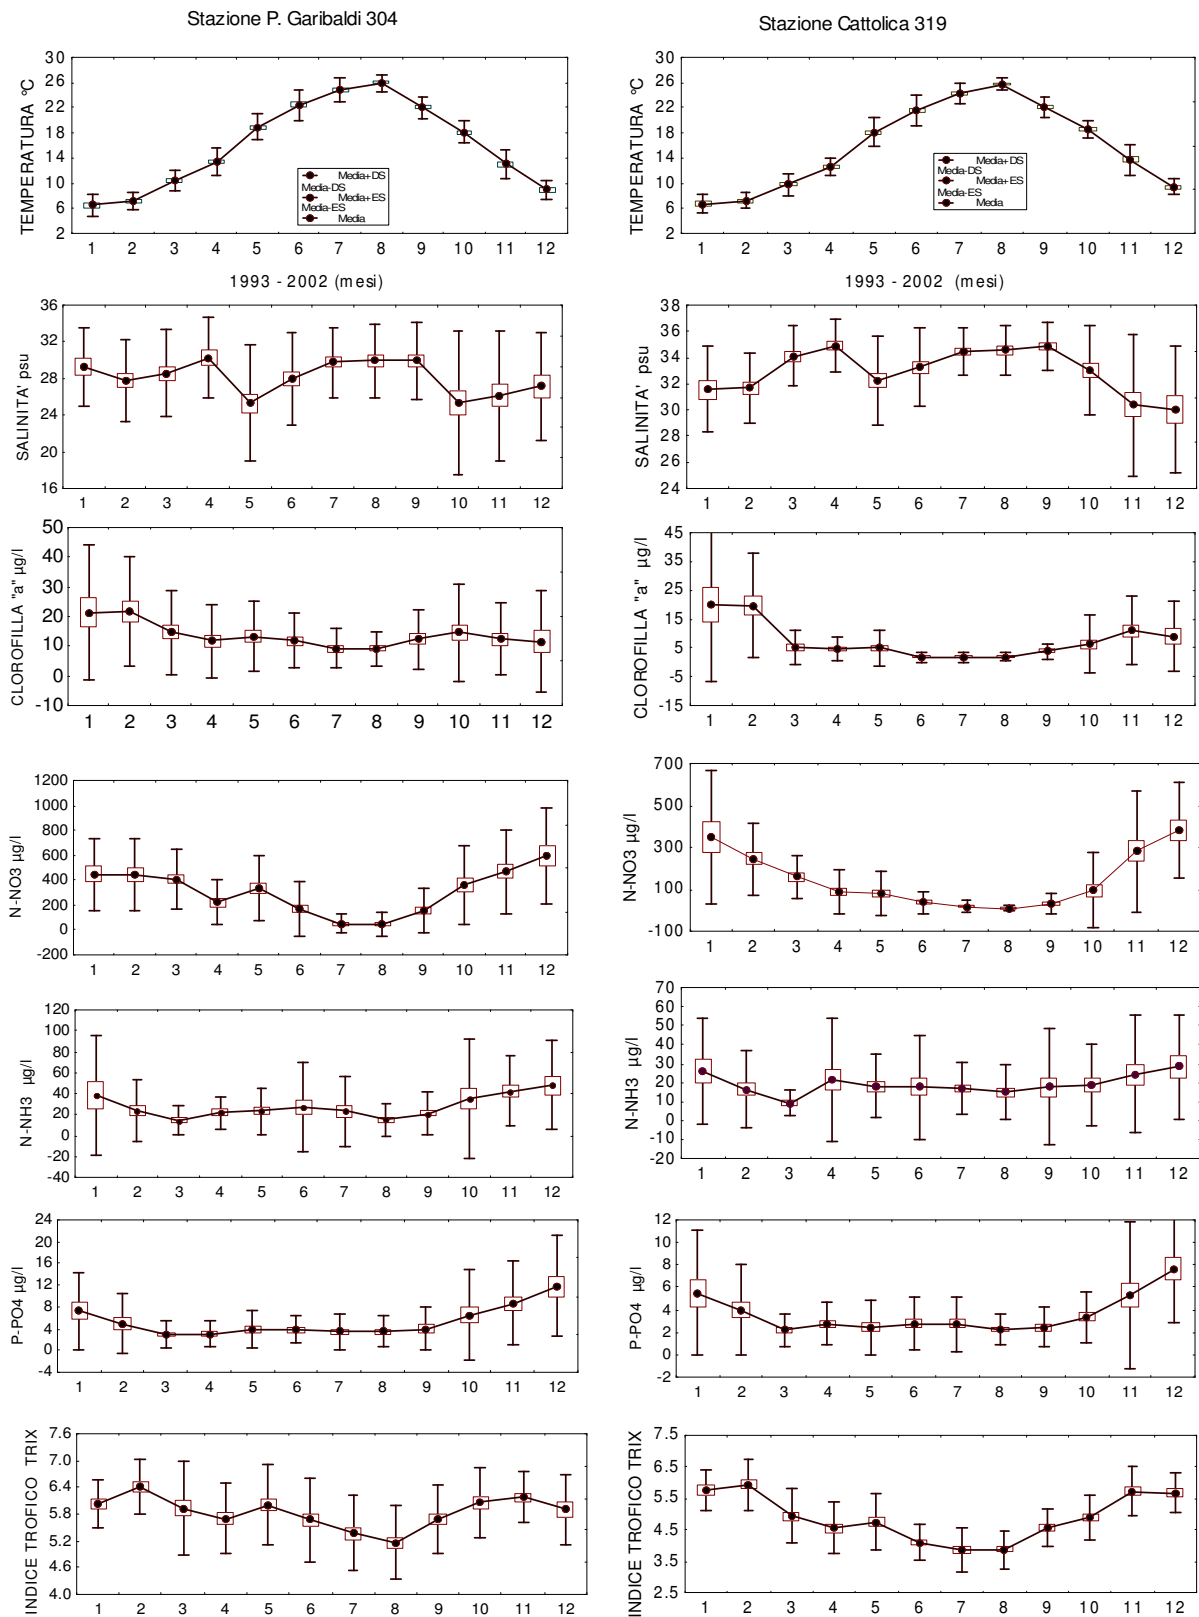 Stazione P. Garibaldi 304
Stazione Cattolica 319
TEMPERATURA °C
30
26
22
18
14
10
6
2
Media+DS
Media-DS
Media+ES
Media-ES
Media
1 2 3 4 5 6 7 8 9 10 11 12
1993 - 2002 (mesi)
TEMPERATURA °C
30
26
22
18
14
10
6
2
Media+DS
Media-DS
Media+ES
Media-ES
Media
1 2 3 4 5 6 7 8 9 10 11 12
1993 - 2002 (mesi)
SALINITA' psu
36
32
28
24
20
16
1 2 3 4 5 6 7 8 9 10 11 12
SALINITA' psu
38
36
34
32
30
28
26
24
1 2 3 4 5 6 7 8 9 10 11 12
CLOROFILLA "a" µg/l
50
40
30
20
10
0
-10
1 2 3 4 5 6 7 8 9 10 11 12
CLOROFILLA "a" µg/l
45
35
25
15
5
-5
-15
1 2 3 4 5 6 7 8 9 10 11 12
N-NO3 µg/l
1200
1000
800
600
400
200
0
-200
1 2 3 4 5 6 7 8 9 10 11 12
N-NO3 µg/l
700
500
300
100
-100
1 2 3 4 5 6 7 8 9 10 11 12
N-NH3 µg/l
120
100
80
60
40
20
0
-20
-40
1 2 3 4 5 6 7 8 9 10 11 12
N-NH3 µg/l
70
60
50
40
30
20
10
0
-10
-20
1 2 3 4 5 6 7 8 9 10 11 12
P-PO4 µg/l
24
20
16
12
8
4
0
-4
1 2 3 4 5 6 7 8 9 10 11 12
P-PO4 µg/l
12
10
8
6
4
2
0
-2
1 2 3 4 5 6 7 8 9 10 11 12
INDICE TROFICO TRIX
7.6
7.0
6.4
5.8
5.2
4.6
4.0
1 2 3 4 5 6 7 8 9 10 11 12
INDICE TROFICO TRIX
7.5
6.5
5.5
4.5
3.5
2.5
1 2 3 4 5 6 7 8 9 10 11 12